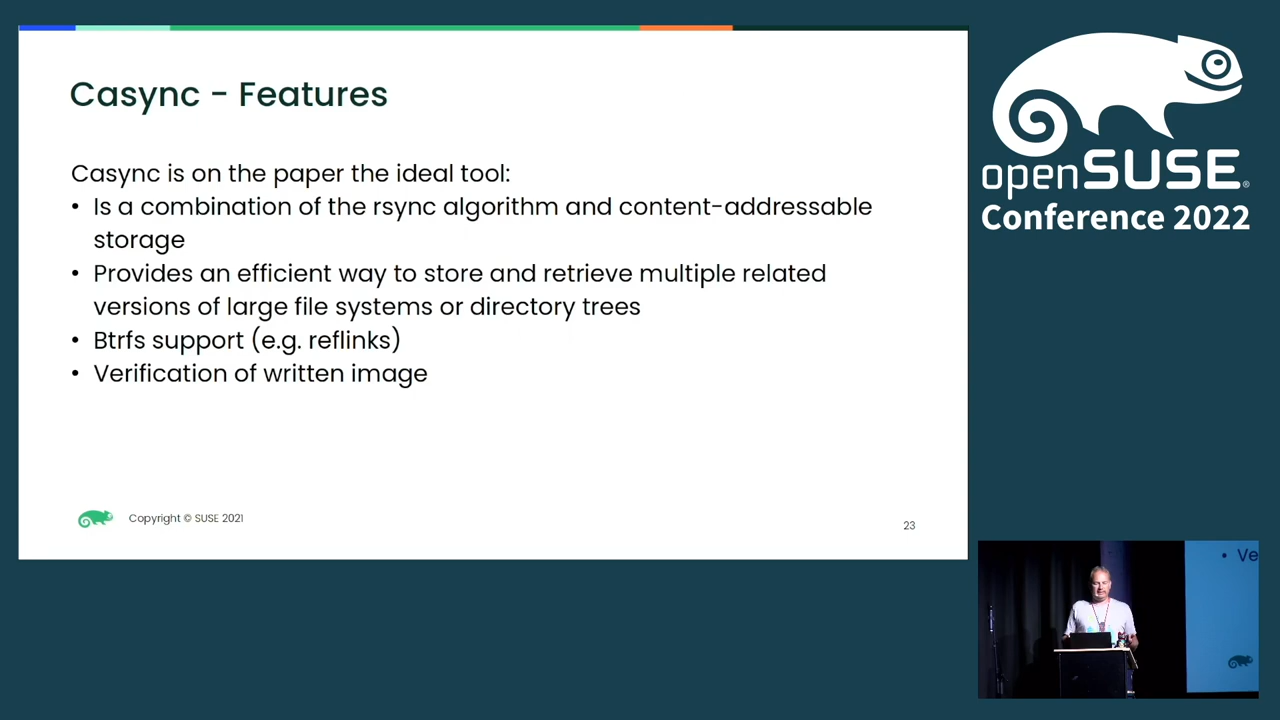 Casync - Features
Casync is on the paper the ideal tool:
• Is a combination of the rsync algorithm and content-addressable
storage
• Provides an efficient way to store and retrieve multiple related
versions of large file systems or directory trees
• Btrfs support (e.g. reflinks)
• Verification of written image
Copyright © SUSE 2021
23
openSUSE®
Conference 2022
• Ve